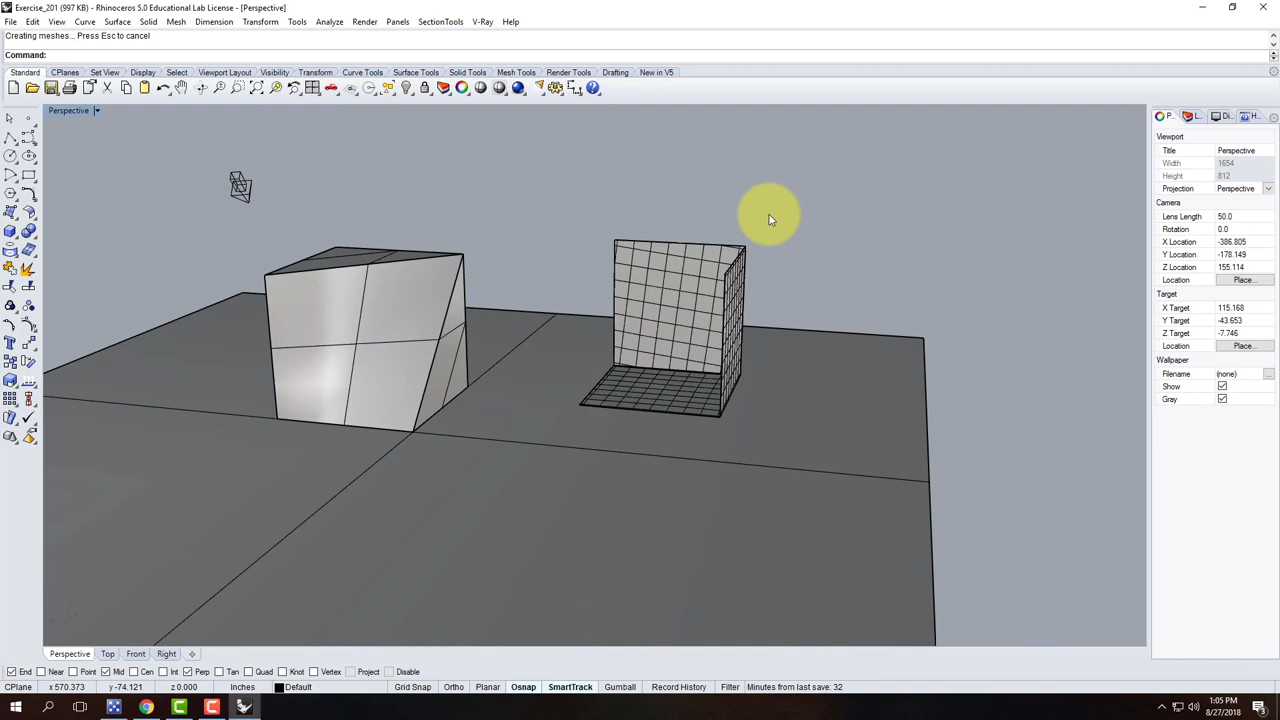 Exercise_201 (997 KB) - Rhinoceros 5.0 Educational Lab License - [Perspective]
File Edit View Curve Surface Solid Mesh Dimension Transform Tools Analyze Render Panels SectionTools V-Ray Help
Creating meshes... Press Esc to cancel
Command:
Standard CPlanes Set View Display Select Viewport Layout Visibility Transform Curve Tools Surface Tools Solid Tools Mesh Tools Render Tools Drafting New in V5
Perspective
P... L... Di... H...
Viewport
Title Perspective
Width 1654
Height 812
Projection Perspective
Camera
Lens Length 50.0
Rotation 0.0
X Location -386.805
Y Location -178.149
Z Location 155.114
Location Place...
Target
X Target 115.168
Y Target -43.653
Z Target -7.746
Location Place...
Wallpaper
Filename (none) ...
Show
Gray
Perspective Top Front Right
End Near Point Mid Cen Int Perp Tan Quad Knot Vertex Project Disable
CPlane x 570.373 y -74.121 z 0.000 Inches Default Grid Snap Ortho Planar Osnap SmartTrack Gumball Record History Filter Minutes from last save: 32
1:05 PM
8/27/2018